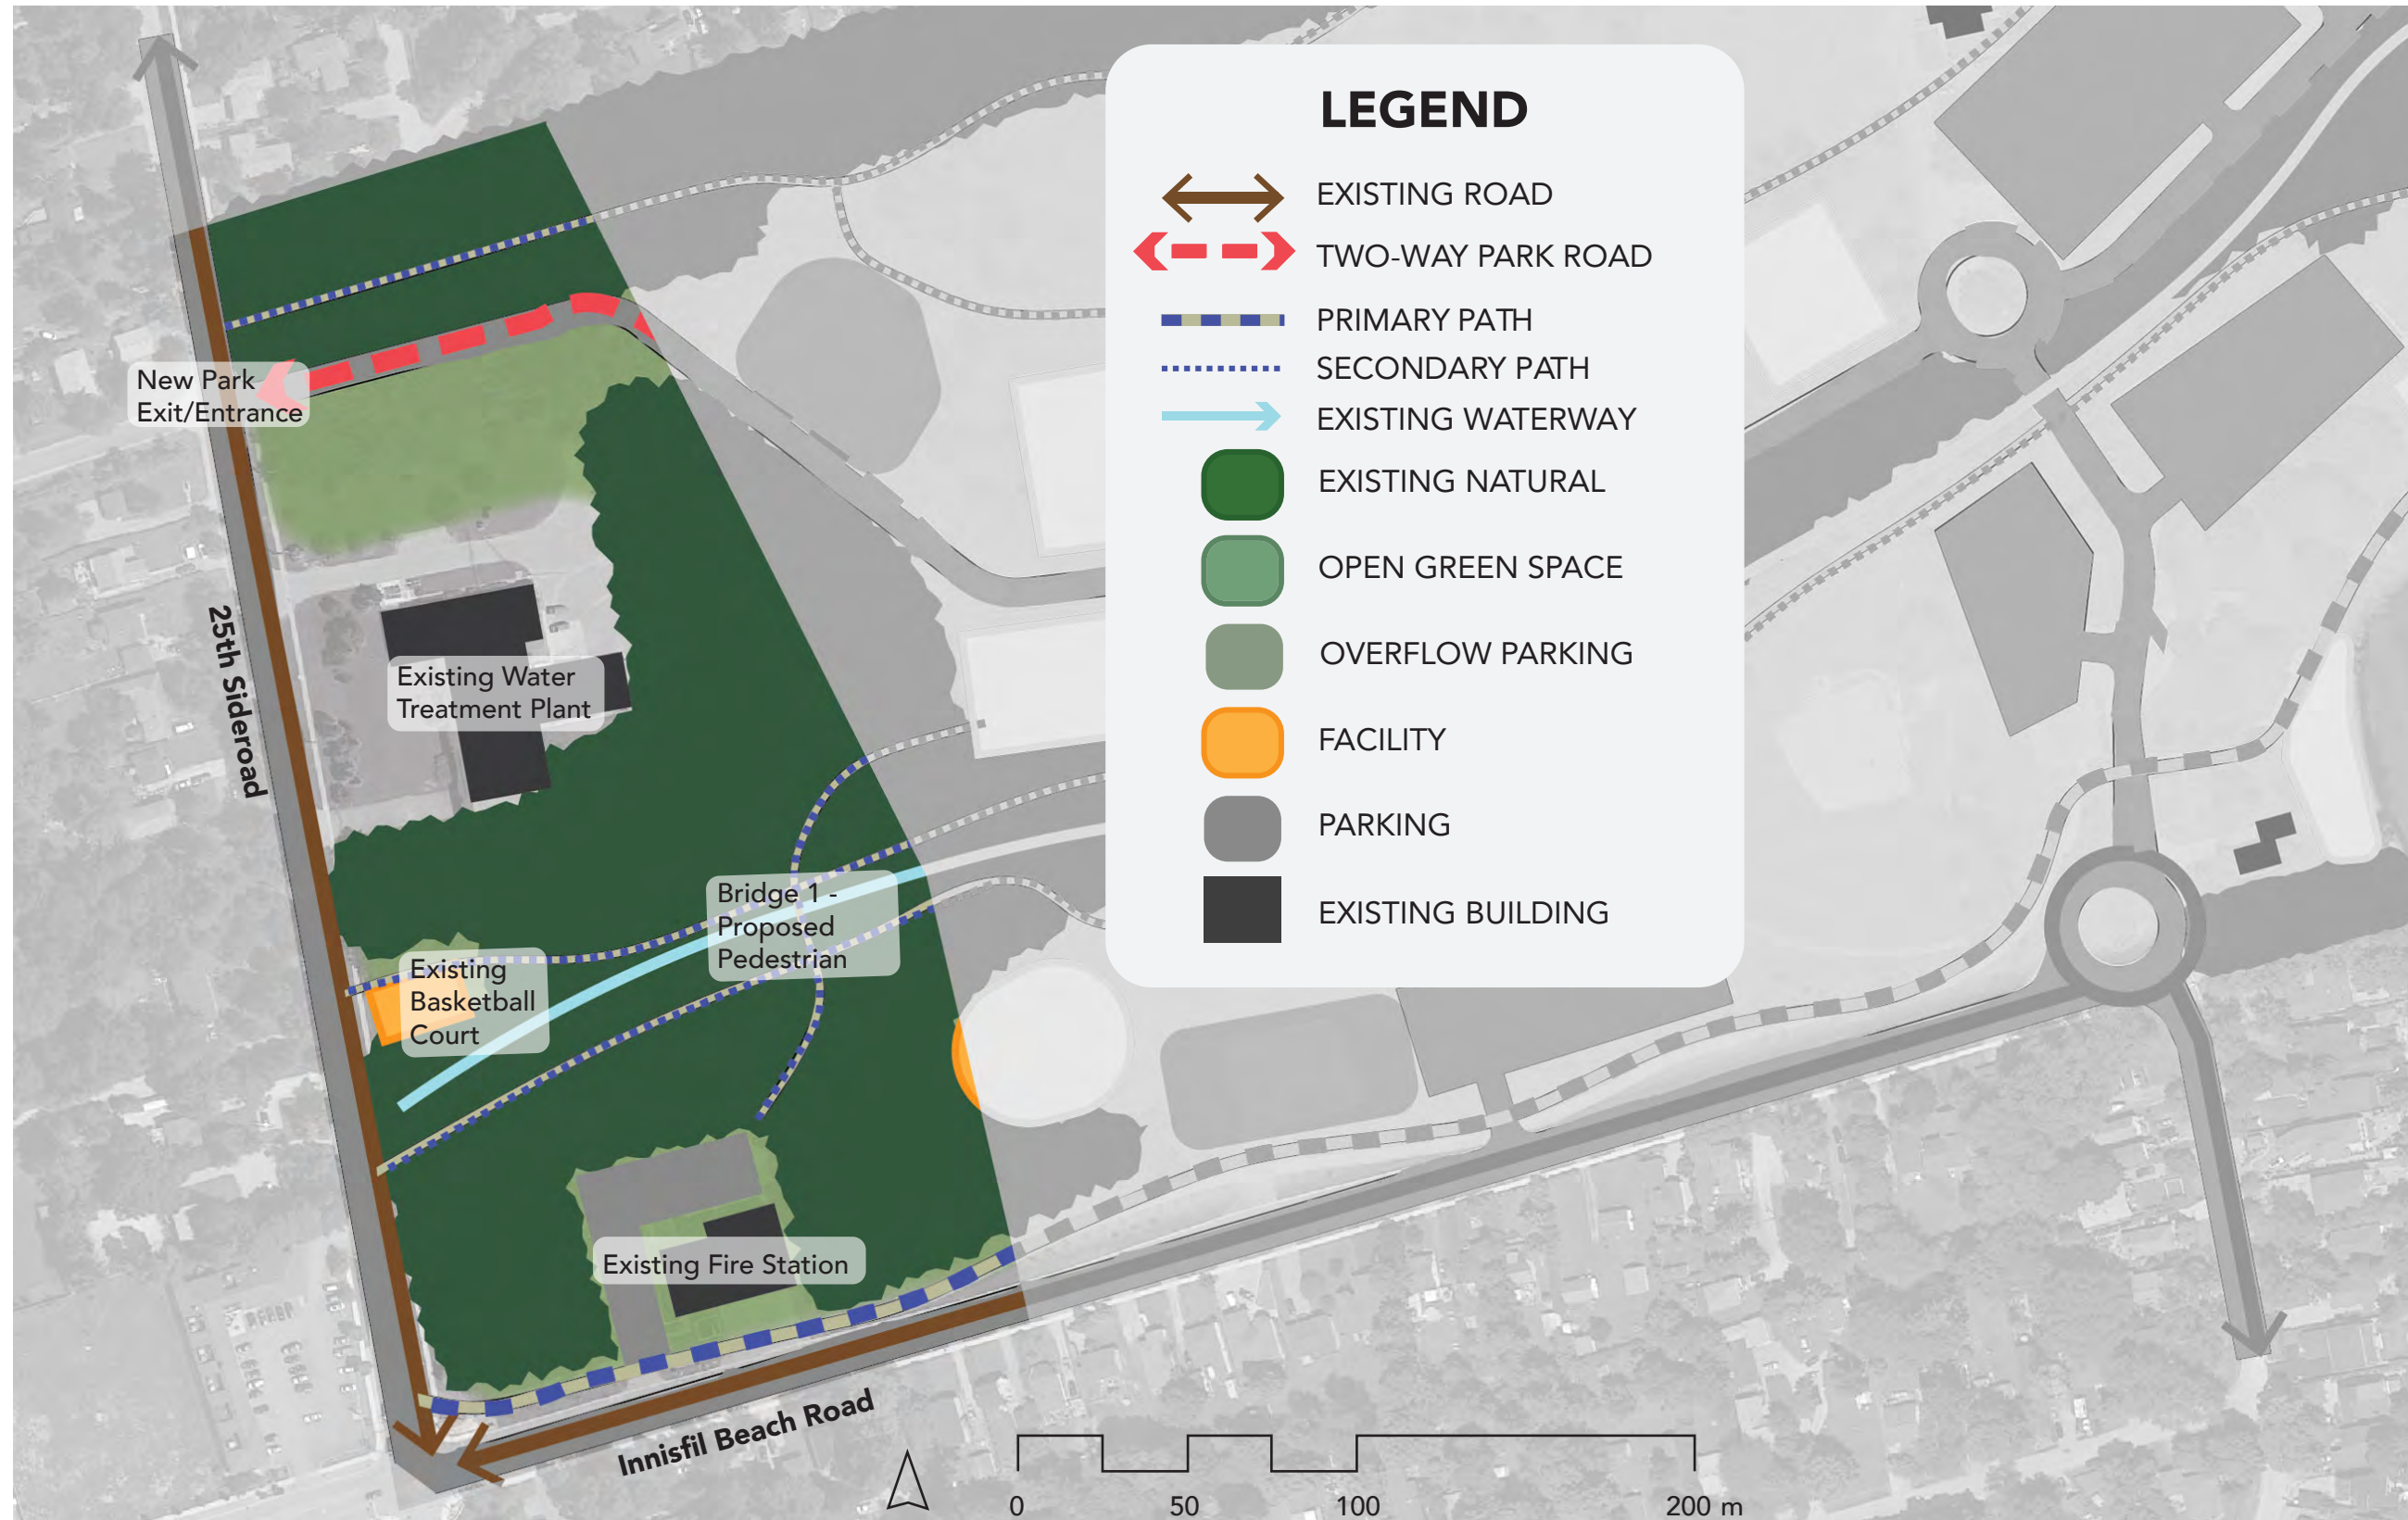 LEGEND
EXISTING ROAD
TWO-WAY PARK ROAD
PRIMARY PATH
SECONDARY PATH
EXISTING WATERWAY
EXISTING NATURAL
OPEN GREEN SPACE
OVERFLOW PARKING
FACILITY
PARKING
EXISTING BUILDING
New Park
Exit/Entrance
25th Sideroad
Existing Water
Treatment Plant
Bridge 1 -
Proposed
Pedestrian
Existing
Basketball
Court
Existing Fire Station
Innisfil Beach Road
0 50 100 200 m